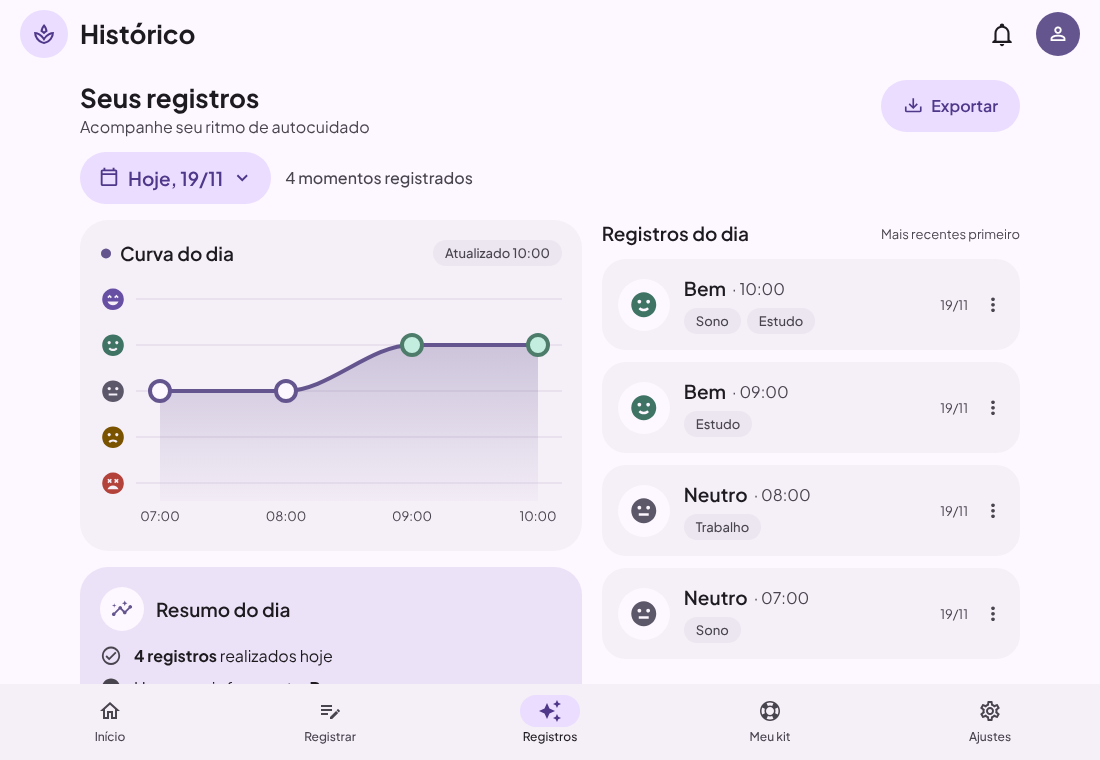 Histórico
Seus registros
Acompanhe seu ritmo de autocuidado
Exportar
Hoje, 19/11
4 momentos registrados
Curva do dia
Atualizado 10:00
07:00 08:00 09:00 10:00
Registros do dia
Mais recentes primeiro
Bem · 10:00
19/11
Sono Estudo
Bem · 09:00
19/11
Estudo
Neutro · 08:00
19/11
Trabalho
Neutro · 07:00
19/11
Sono
Resumo do dia
4 registros realizados hoje
Início
Registrar
Registros
Meu kit
Ajustes